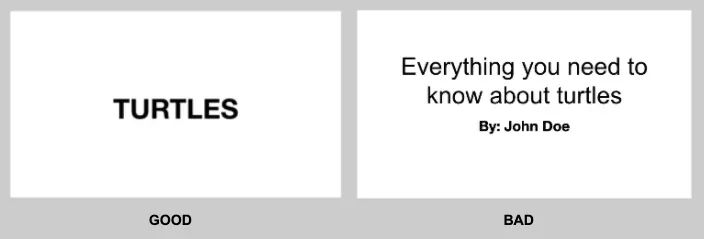 TURTLES
GOOD
Everything you need to
know about turtles
By: John Doe
BAD